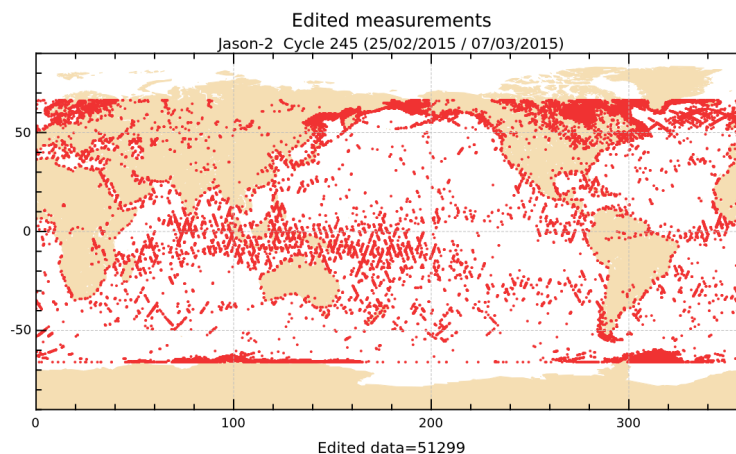 Edited measurements
Jason-2 Cycle 245 (25/02/2015 / 07/03/2015)
50
0
-50
0 100 200 300
Edited data=51299